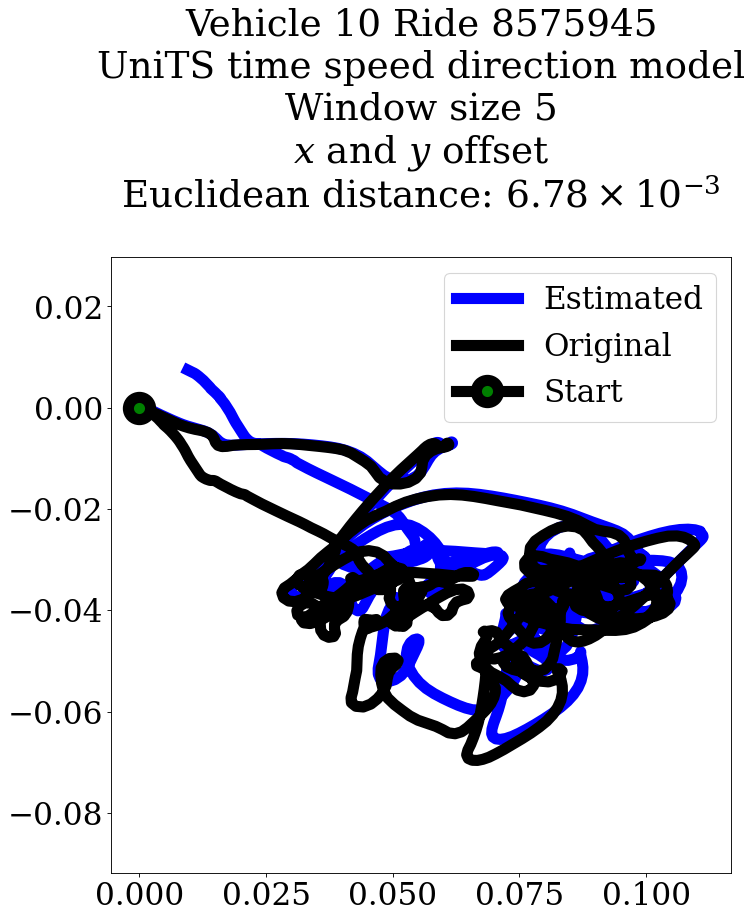 Vehicle 10 Ride 8575945
UniTS time speed direction model
Window size 5
x and y offset
Euclidean distance: 6.78 × 10⁻³
Estimated
Original
Start
0.02
0.00
−0.02
−0.04
−0.06
−0.08
0.000 0.025 0.050 0.075 0.100